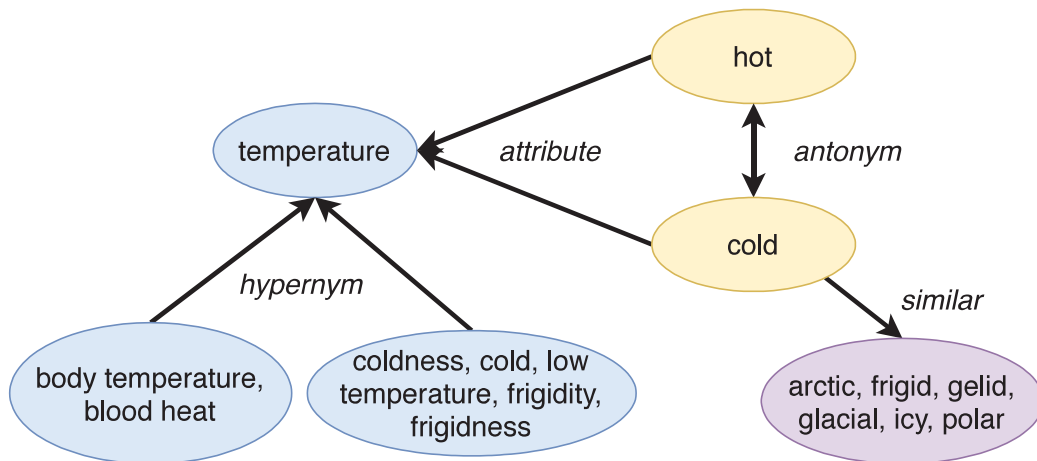 hot
temperature
attribute
antonym
cold
hypernym
similar
body temperature,
blood heat
coldness, cold, low
temperature, frigidity,
frigidness
arctic, frigid, gelid,
glacial, icy, polar